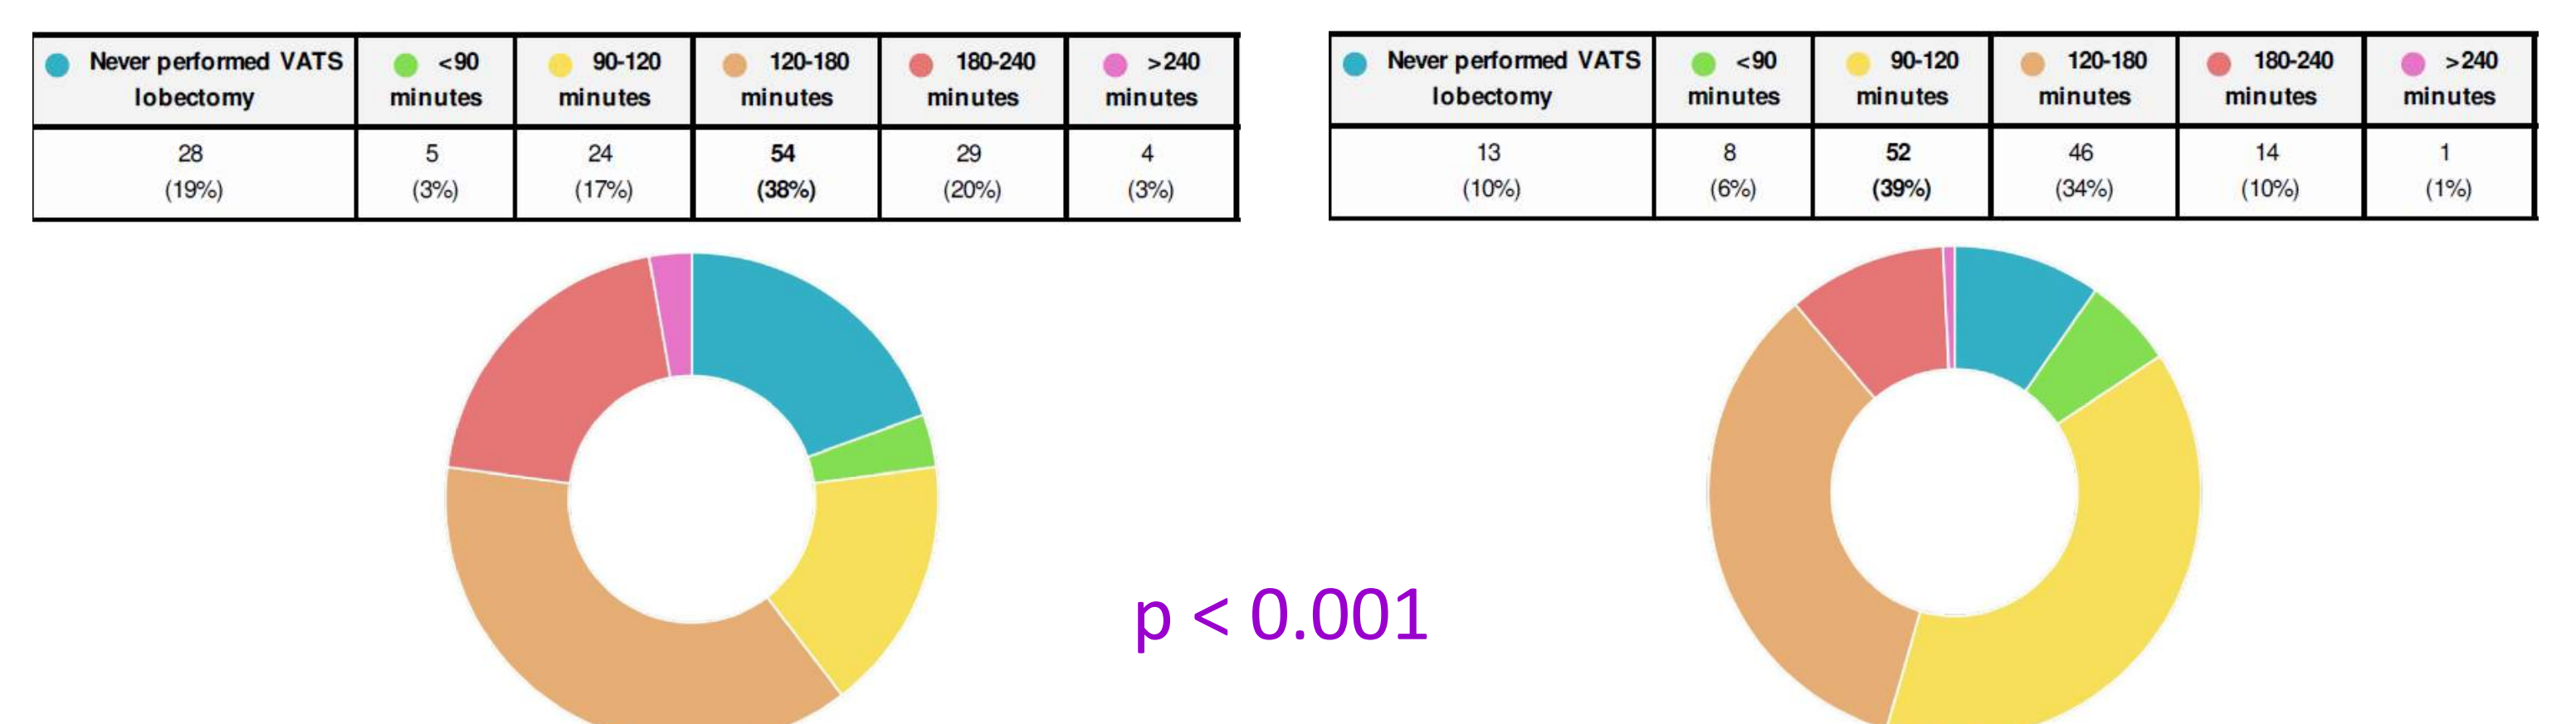 Never performed VATS lobectomy <90 minutes 90-120 minutes 120-180 minutes 180-240 minutes >240 minutes
28 (19%) 5 (3%) 24 (17%) 54 (38%) 29 (20%) 4 (3%)
Never performed VATS lobectomy <90 minutes 90-120 minutes 120-180 minutes 180-240 minutes >240 minutes
13 (10%) 8 (6%) 52 (39%) 46 (34%) 14 (10%) 1 (1%)
p < 0.001